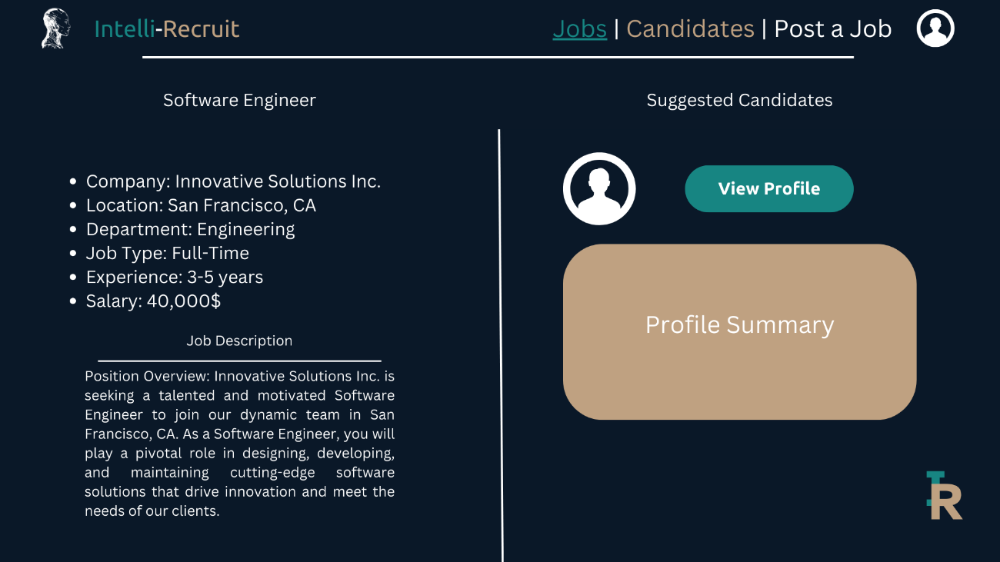 Intelli-Recruit
Jobs | Candidates | Post a Job
Software Engineer
Company: Innovative Solutions Inc.
Location: San Francisco, CA
Department: Engineering
Job Type: Full-Time
Experience: 3-5 years
Salary: 40,000$
Job Description
Position Overview: Innovative Solutions Inc. is
seeking a talented and motivated Software
Engineer to join our dynamic team in San
Francisco, CA. As a Software Engineer, you will
play a pivotal role in designing, developing,
and maintaining cutting-edge software
solutions that drive innovation and meet the
needs of our clients.
Suggested Candidates
View Profile
Profile Summary
IR